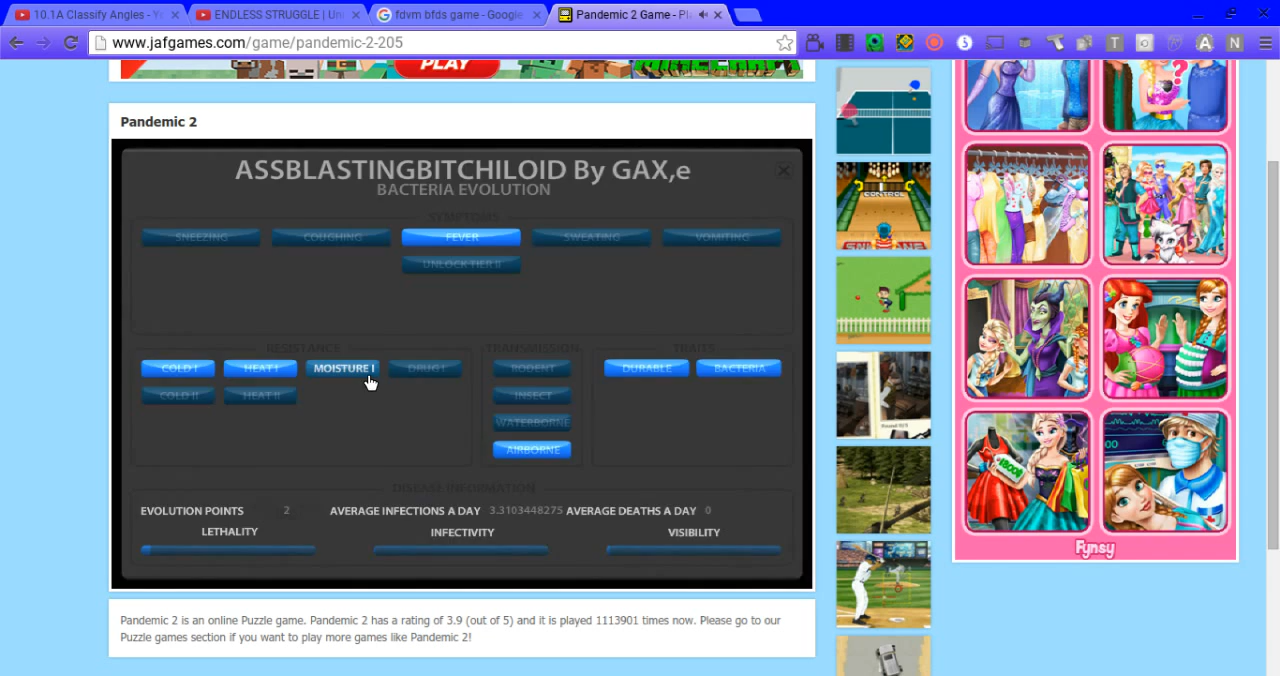 10.1A Classify Angles - Y
ENDLESS STRUGGLE | Un
fdvm bfds game - Google
Pandemic 2 Game - Pl
www.jafgames.com/game/pandemic-2-205
PLAY
Pandemic 2
ASSBLASTINGBITCHILOID By GAX,e
BACTERIA EVOLUTION
SYMPTOMS
SNEEZING COUGHING FEVER SWEATING VOMITING
UNLOCK TIER II
RESISTANCE TRANSMISSION TRAITS
COLD I HEAT I MOISTURE I DRUG I RODENT DURABLE BACTERIA
COLD II HEAT II INSECT
WATERBORNE
AIRBORNE
DISEASE INFORMATION
EVOLUTION POINTS 2 AVERAGE INFECTIONS A DAY 3.3103448275 AVERAGE DEATHS A DAY 0
LETHALITY INFECTIVITY VISIBILITY
Pandemic 2 is an online Puzzle game. Pandemic 2 has a rating of 3.9 (out of 5) and it is played 1113901 times now. Please go to our
Puzzle games section if you want to play more games like Pandemic 2!
CONTROL
?
Fynsy